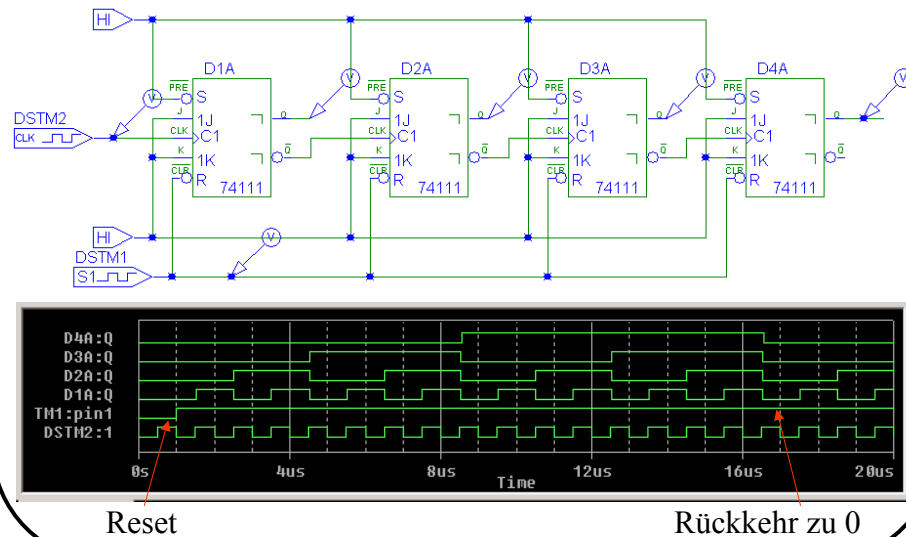 HI
D1A
D2A
D3A
D4A
V
V
V
V
V
PRE
S
PRE
S
PRE
S
PRE
S
DSTM2
J
1J
Q
J
1J
Q
J
1J
Q
J
1J
Q
CLK
CLK
C1
CLK
C1
CLK
C1
CLK
C1
K
1K
Q
K
1K
Q
K
1K
Q
K
1K
Q
CLR
R
CLR
R
CLR
R
CLR
R
74111
74111
74111
74111
HI
V
DSTM1
S1
D4A:Q
D3A:Q
D2A:Q
D1A:Q
TM1:pin1
DSTM2:1
0s 4us 8us 12us 16us 20us
Time
Reset Rückkehr zu 0